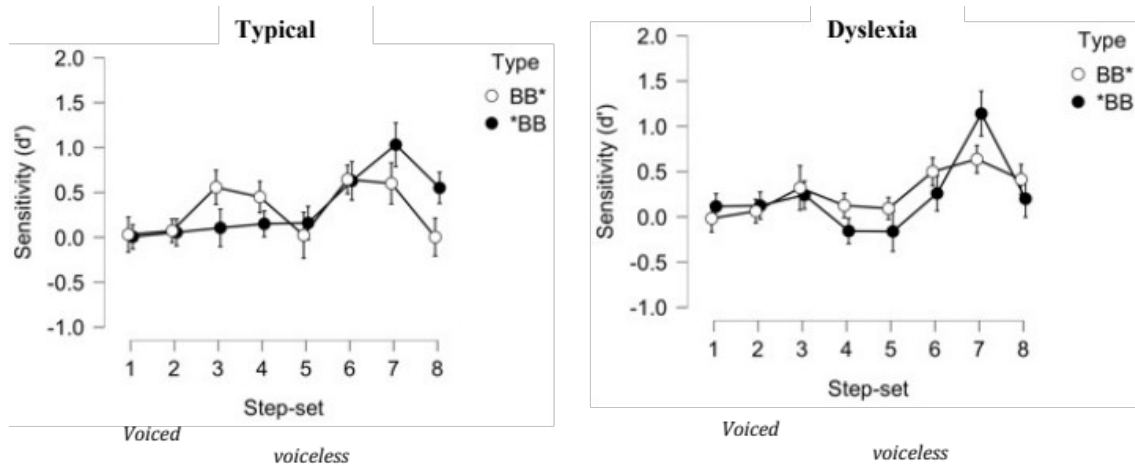 Typical
Type
BB*
*BB
Sensitivity (d')
2.0
1.5
1.0
0.5
0.0
-0.5
-1.0
1 2 3 4 5 6 7 8
Step-set
Voiced
voiceless
Dyslexia
Type
BB*
*BB
Sensitivity (d')
2.0
1.5
1.0
0.5
0.0
-0.5
-1.0
1 2 3 4 5 6 7 8
Step-set
Voiced
voiceless